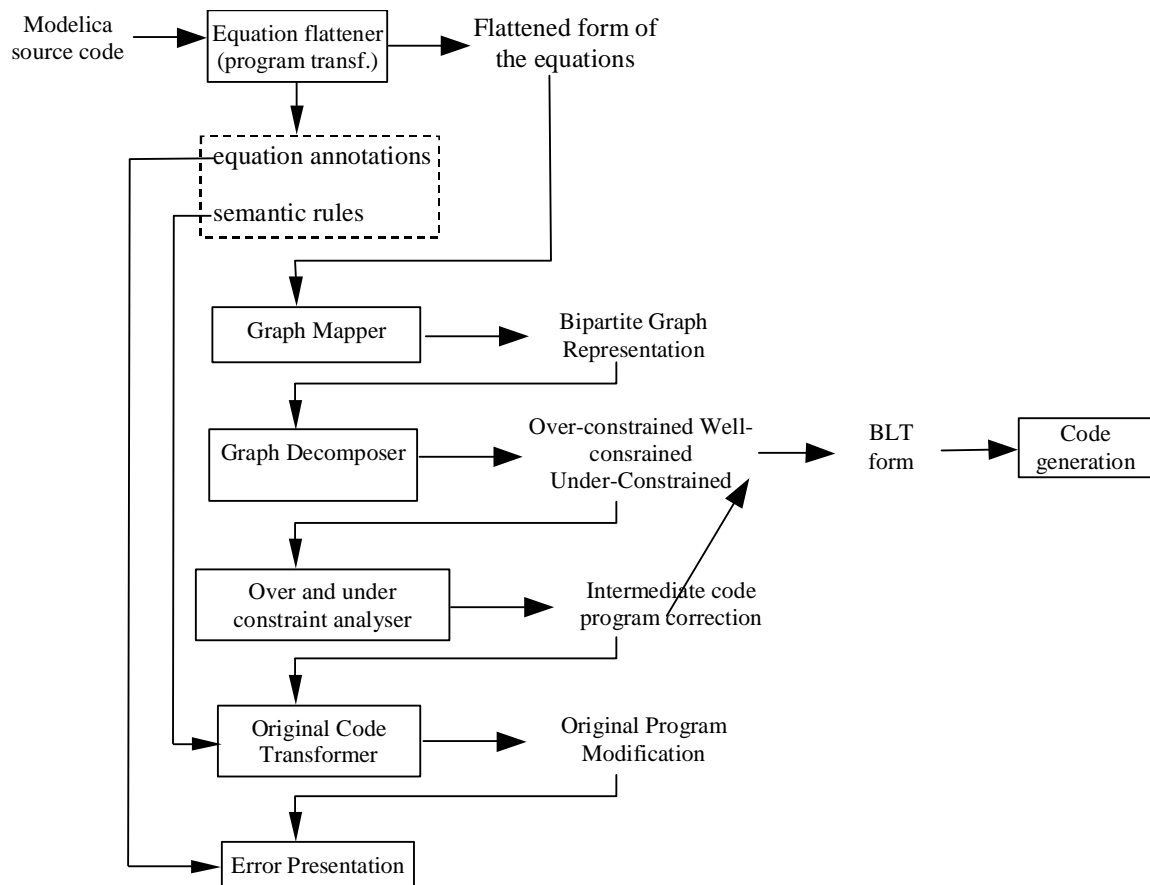 Modelica
source code
Equation flattener
(program transf.)
Flattened form of
the equations
equation annotations
semantic rules
Graph Mapper
Bipartite Graph
Representation
Graph Decomposer
Over-constrained Well-
consrained
Under-Constrained
BLT
form
Code
generation
Over and under
constraint analyser
Intermediate code
program correction
Original Code
Transformer
Original Program
Modification
Error Presentation